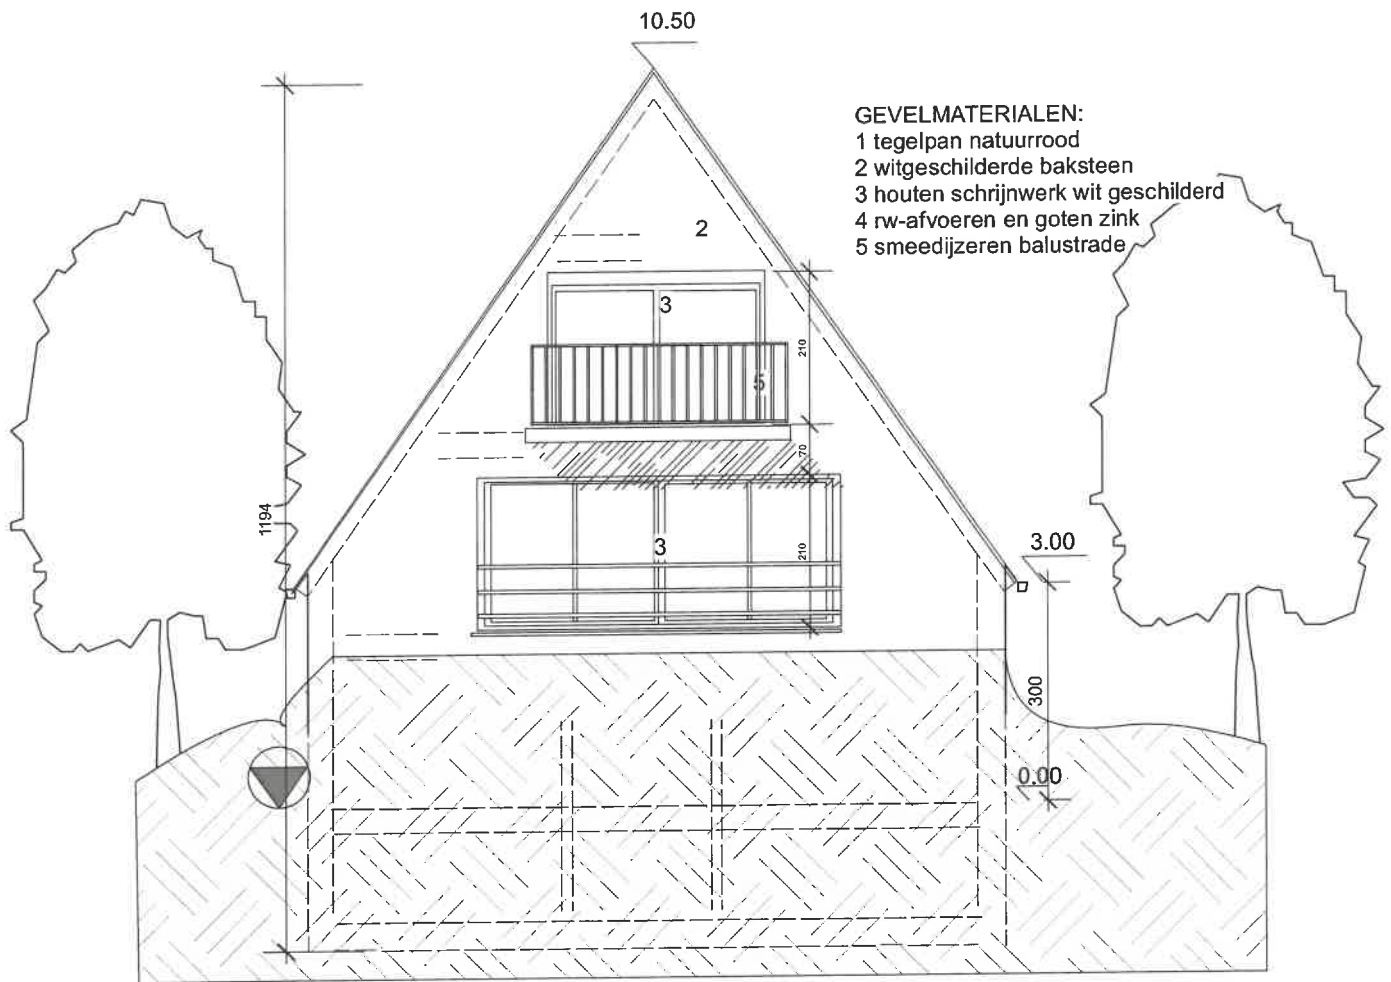 10.50
GEVELMATERIALEN:
1 tegelpan natuurrood
2 witgeschilderde baksteen
3 houten schrijnwerk wit geschilderd
4 rw-afvoeren en goten zink
5 smeedijzeren balustrade
2
3
210
5
70
1194
3
210
3.00
300
0.00